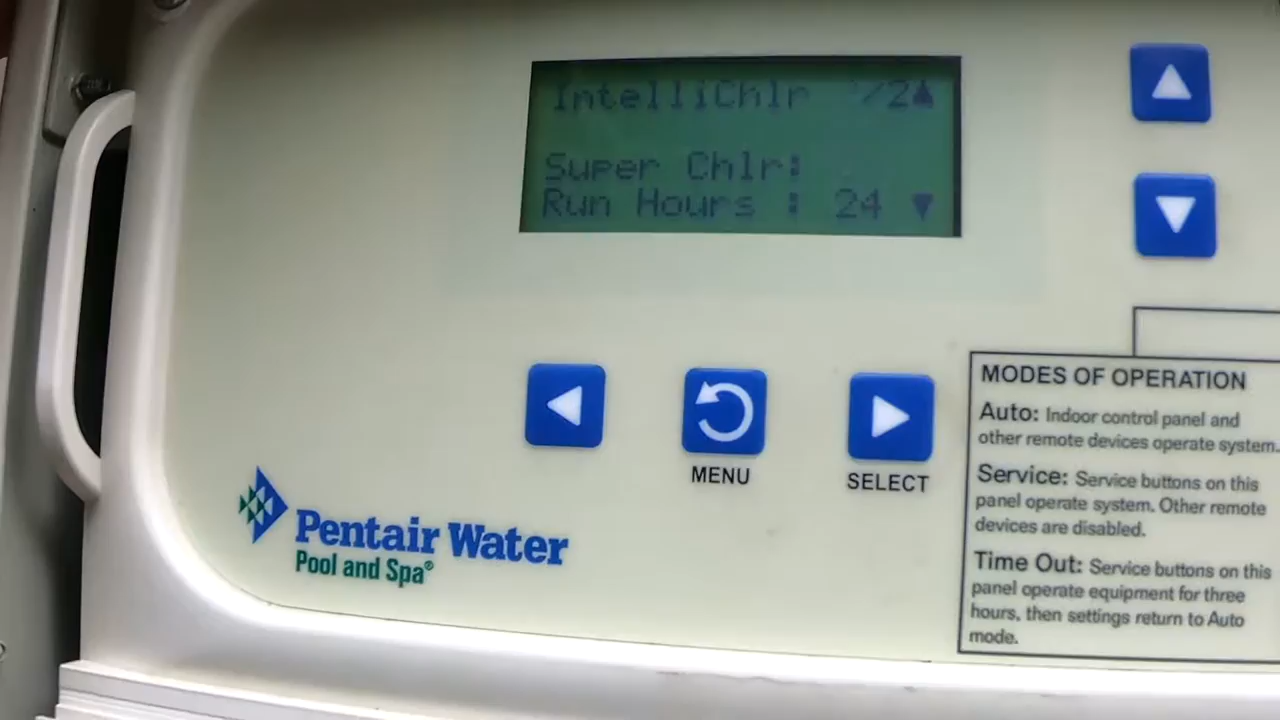 IntelliChlr /2▲
Super Chlr:
Run Hours : 24 ▼
MENU
SELECT
MODES OF OPERATION
Auto: Indoor control panel and
other remote devices operate system.
Service: Service buttons on this
panel operate system. Other remote
devices are disabled.
Time Out: Service buttons on this
panel operate equipment for three
hours, then settings return to Auto
mode.
Pentair Water
Pool and Spa®